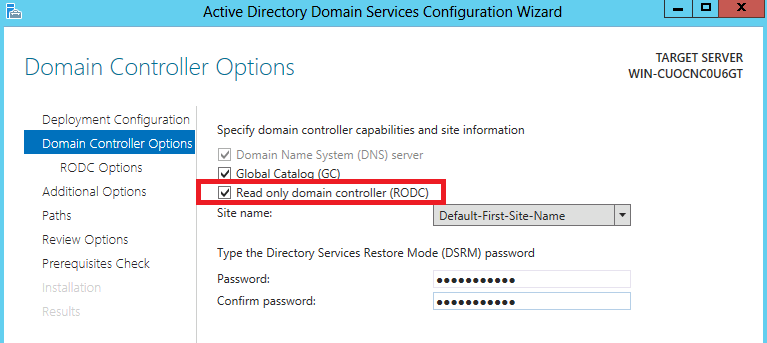 Active Directory Domain Services Configuration Wizard
Domain Controller Options
TARGET SERVER
WIN-CUOCNC0U6GT
Deployment Configuration
Domain Controller Options
RODC Options
Additional Options
Paths
Review Options
Prerequisites Check
Installation
Results
Specify domain controller capabilities and site information
Domain Name System (DNS) server
Global Catalog (GC)
Read only domain controller (RODC)
Site name:
Default-First-Site-Name
Type the Directory Services Restore Mode (DSRM) password
Password:
●●●●●●●●●●●
Confirm password:
●●●●●●●●●●●